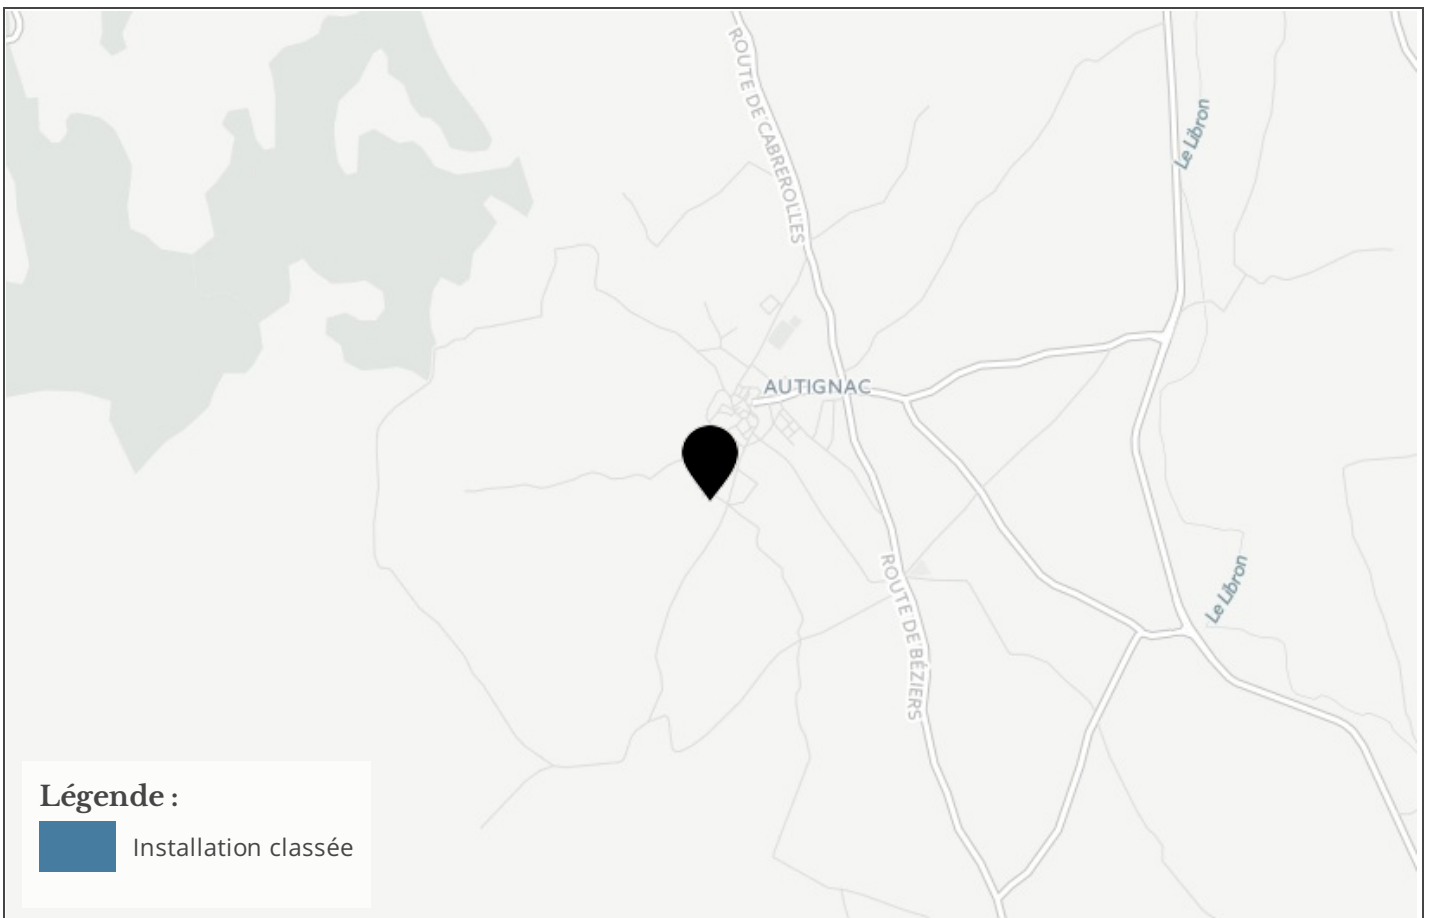 ROUTE DE CABREROLLES
Le Libron
AUTIGNAC
ROUTE DE BÉZIERS
Le Libron
Légende :
Installation classée